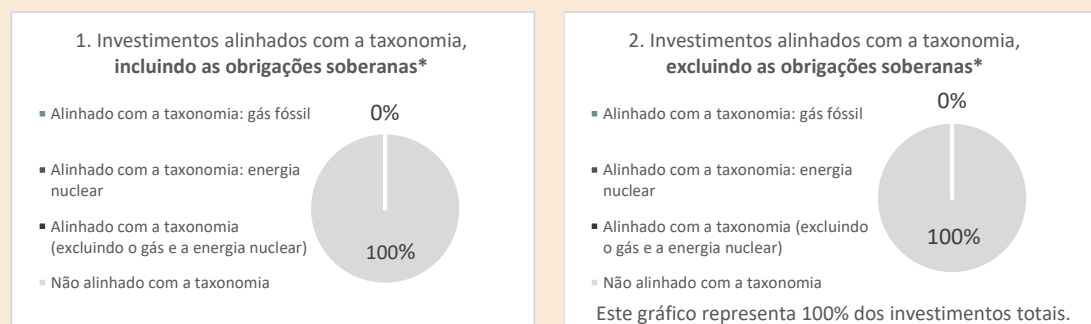 1. Investimentos alinhados com a taxonomia,
incluindo as obrigações soberanas*
Alinhado com a taxonomia: gás fóssil
Alinhado com a taxonomia: energia
nuclear
Alinhado com a taxonomia
(excluindo o gás e a energia nuclear)
Não alinhado com a taxonomia
0%
100%
2. Investimentos alinhados com a taxonomia,
excluindo as obrigações soberanas*
Alinhado com a taxonomia: gás fóssil
Alinhado com a taxonomia: energia
nuclear
Alinhado com a taxonomia (excluindo
o gás e a energia nuclear)
Não alinhado com a taxonomia
0%
100%
Este gráfico representa 100% dos investimentos totais.